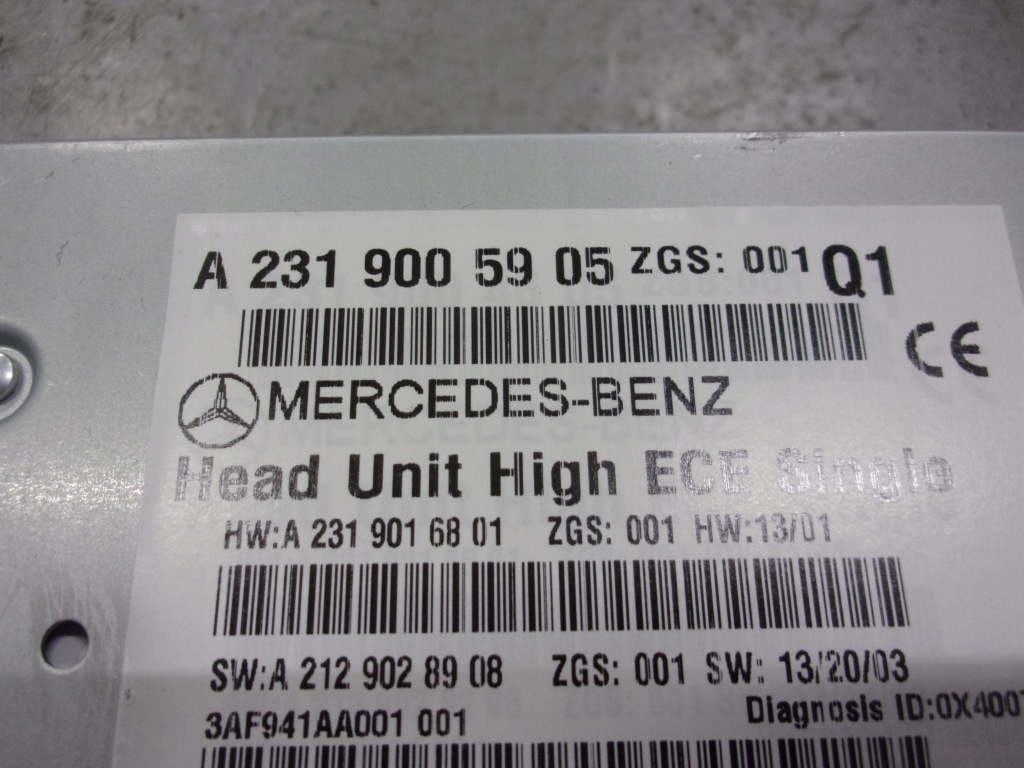 A 231 900 59 05 ZGS: 001 Q1
CE
MERCEDES-BENZ
Head Unit High ECE Single
HW:A 231 901 68 01 ZGS: 001 HW:13/01
SW:A 212 902 89 08 ZGS: 001 SW: 13/20/03
3AF941AA001 001 Diagnosis ID:0X4007